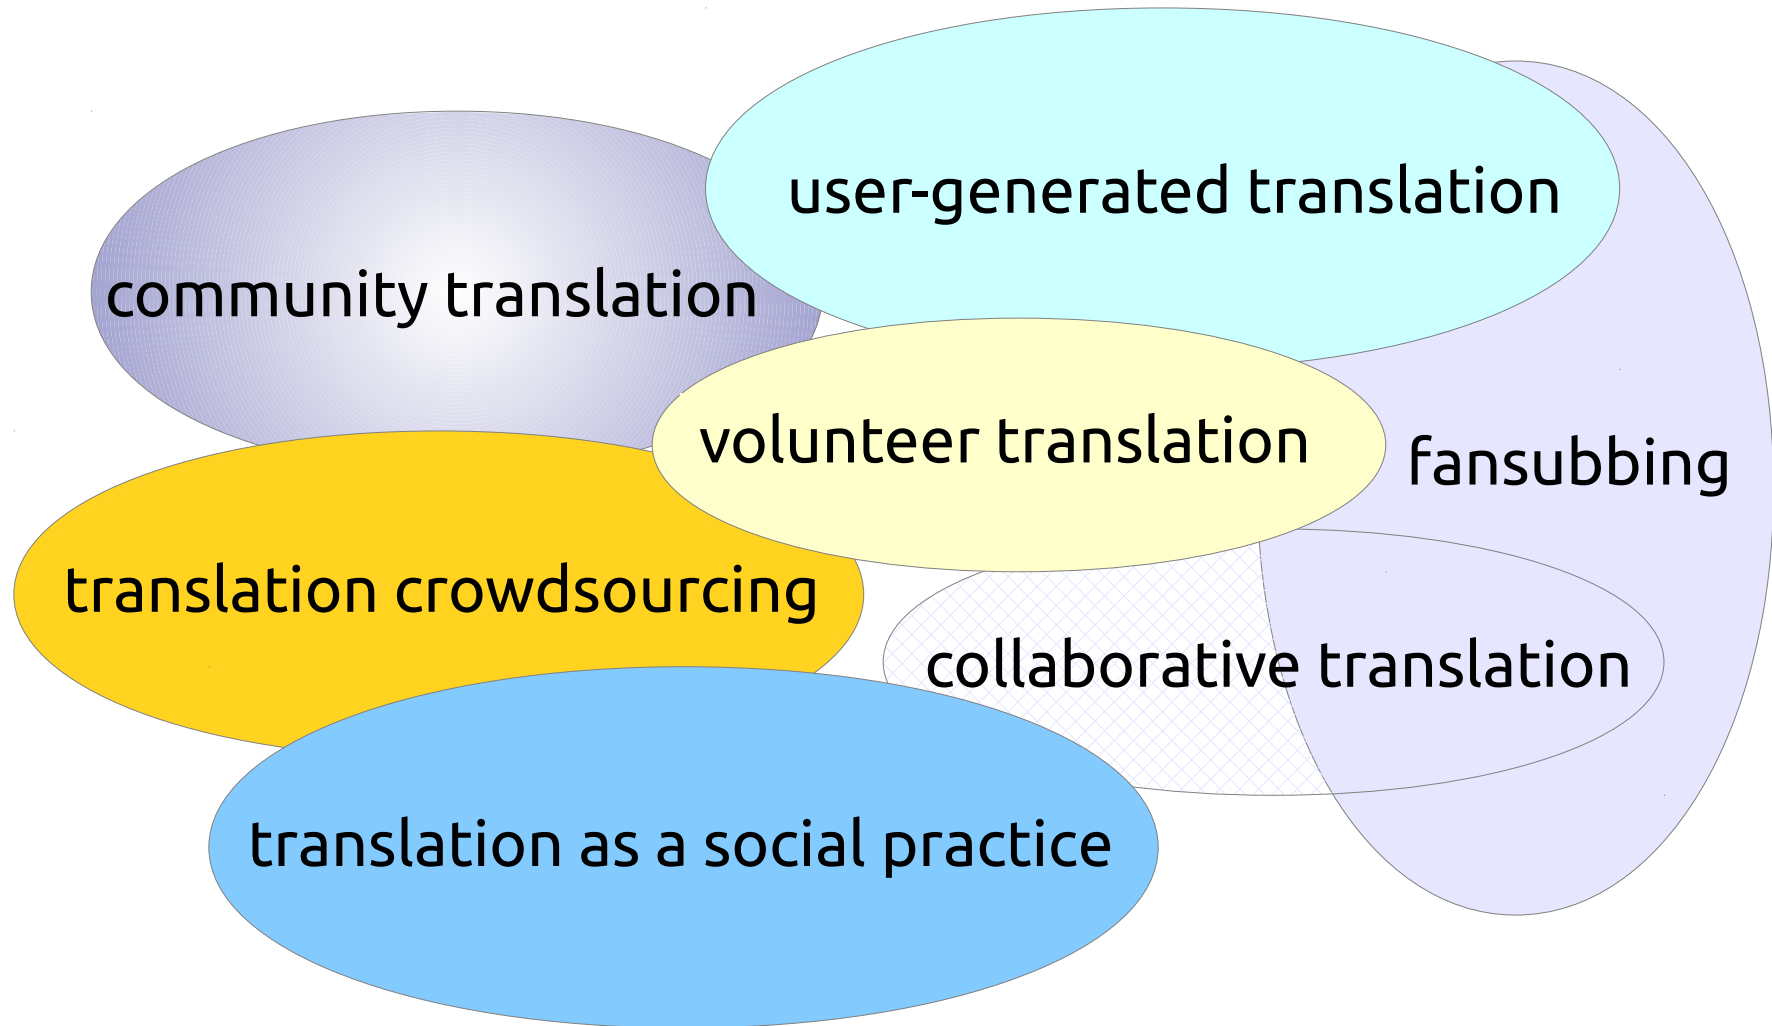 user-generated translation
community translation
volunteer translation
fansubbing
translation crowdsourcing
collaborative translation
translation as a social practice